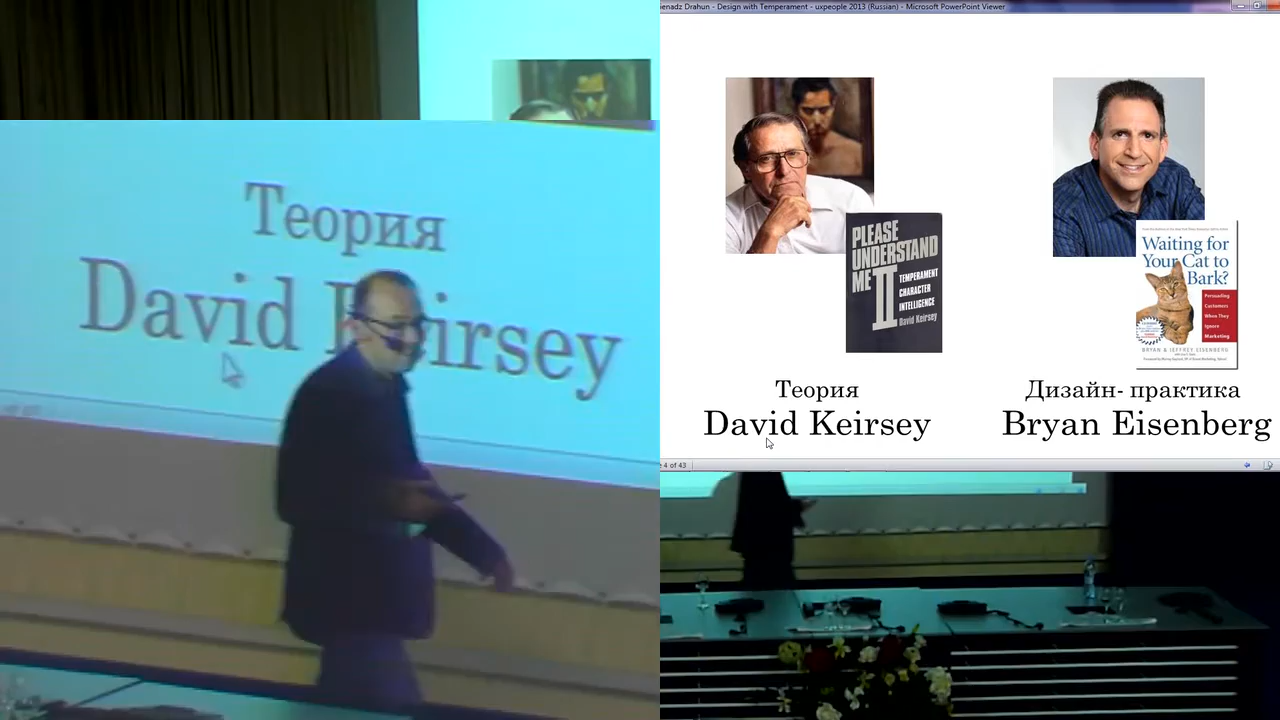 ienadz Drahun - Design with Temperament - uxpeople 2013 (Russian) - Microsoft PowerPoint Viewer
Теория
David Keirsey
PLEASE
UNDERSTAND
ME
II
TEMPERAMENT
CHARACTER
INTELLIGENCE
David Keirsey
Waiting for
Your Cat to
Bark?
Persuading
Customers
When They
Ignore
Marketing
BRYAN & JEFFREY EISENBERG
Теория
David Keirsey
Дизайн- практика
Bryan Eisenberg
4 of 43